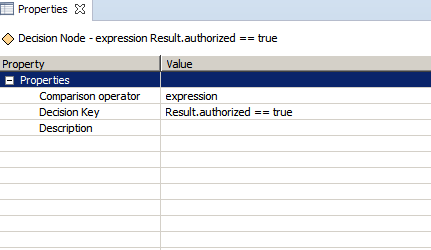 Properties
Decision Node - expression Result.authorized == true
Property Value
Properties
Comparison operator expression
Decision Key Result.authorized == true
Description